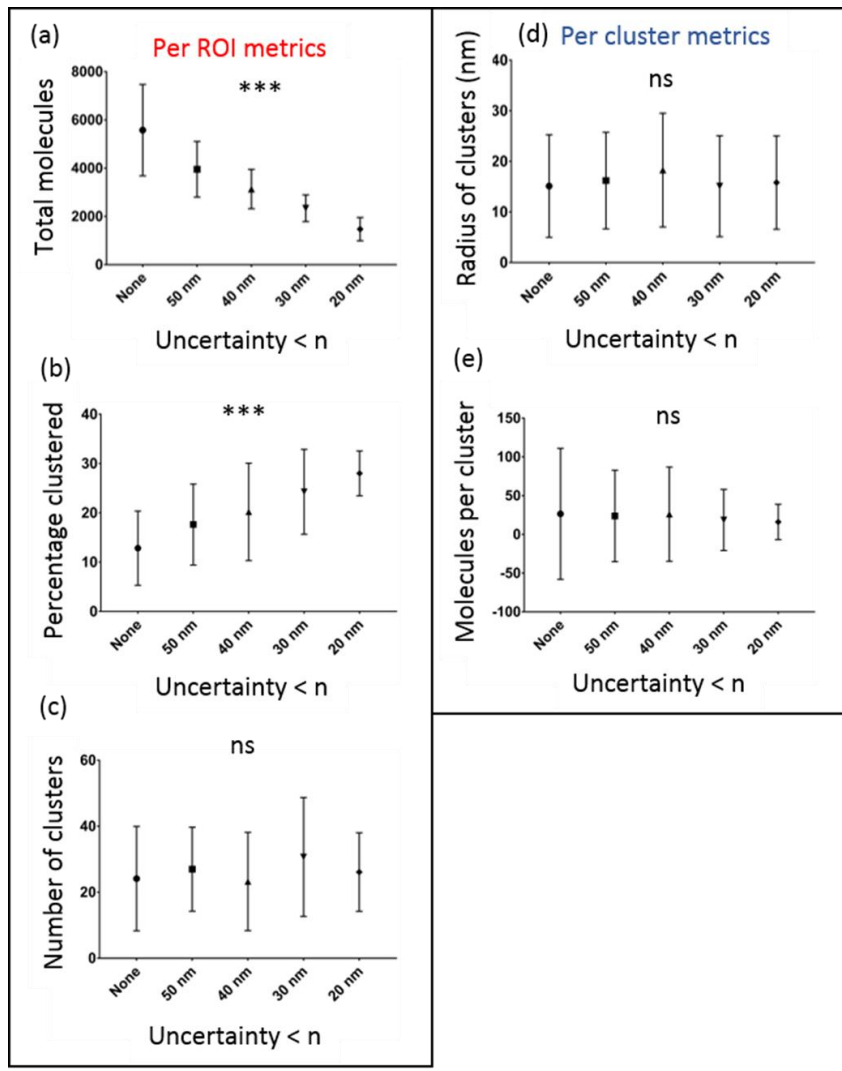 (a)
Per ROI metrics
Total molecules
8000
6000
4000
2000
0
***
None
50 nm
40 nm
30 nm
20 nm
Uncertainty < n
(b)
Percentage clustered
40
30
20
10
0
***
None
50 nm
40 nm
30 nm
20 nm
Uncertainty < n
(c)
Number of clusters
60
40
20
0
ns
None
50 nm
40 nm
30 nm
20 nm
Uncertainty < n
(d)
Per cluster metrics
Radius of clusters (nm)
40
30
20
10
0
ns
None
50 nm
40 nm
30 nm
20 nm
Uncertainty < n
(e)
Molecules per cluster
150
100
50
0
-50
-100
ns
None
50 nm
40 nm
30 nm
20 nm
Uncertainty < n